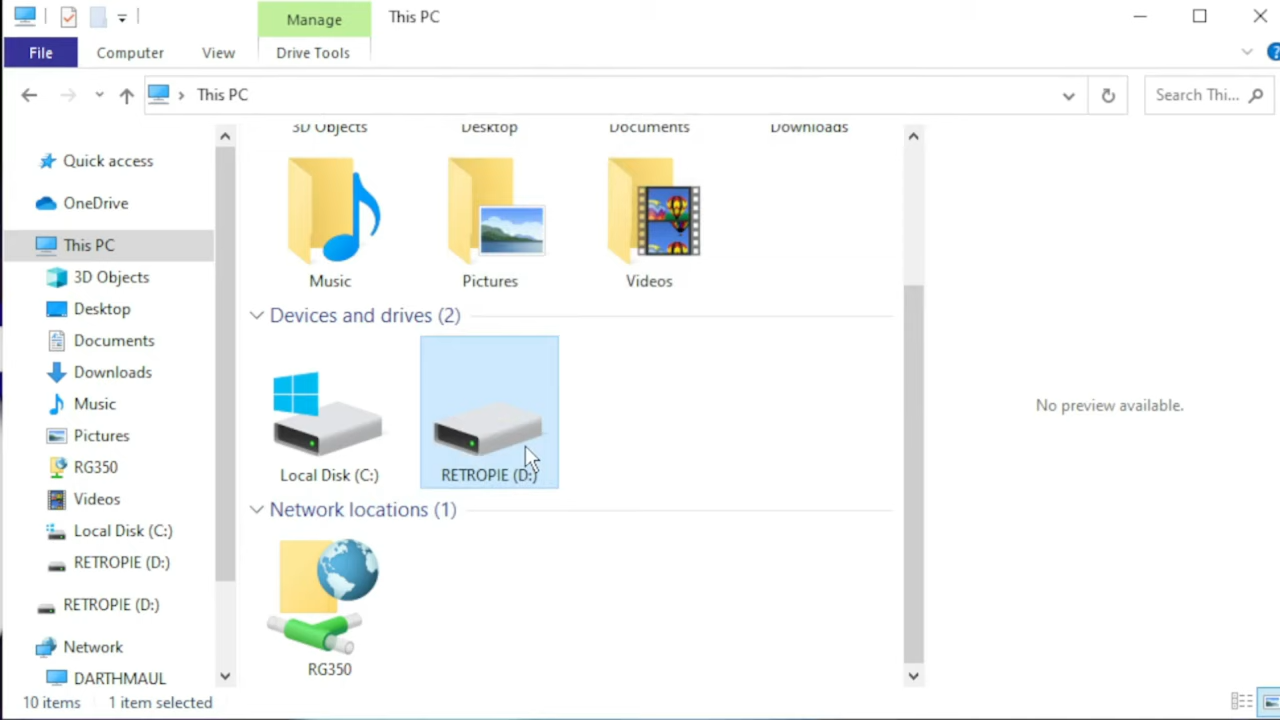 Manage
This PC
File
Computer
View
Drive Tools
This PC
Search Thi...
Quick access
OneDrive
This PC
3D Objects
Desktop
Documents
Downloads
Music
Pictures
RG350
Videos
Local Disk (C:)
RETROPIE (D:)
RETROPIE (D:)
Network
DARTHMAUL
3D Objects
Desktop
Documents
Downloads
Music
Pictures
Videos
Devices and drives (2)
Local Disk (C:)
RETROPIE (D:)
Network locations (1)
RG350
No preview available.
10 items
1 item selected